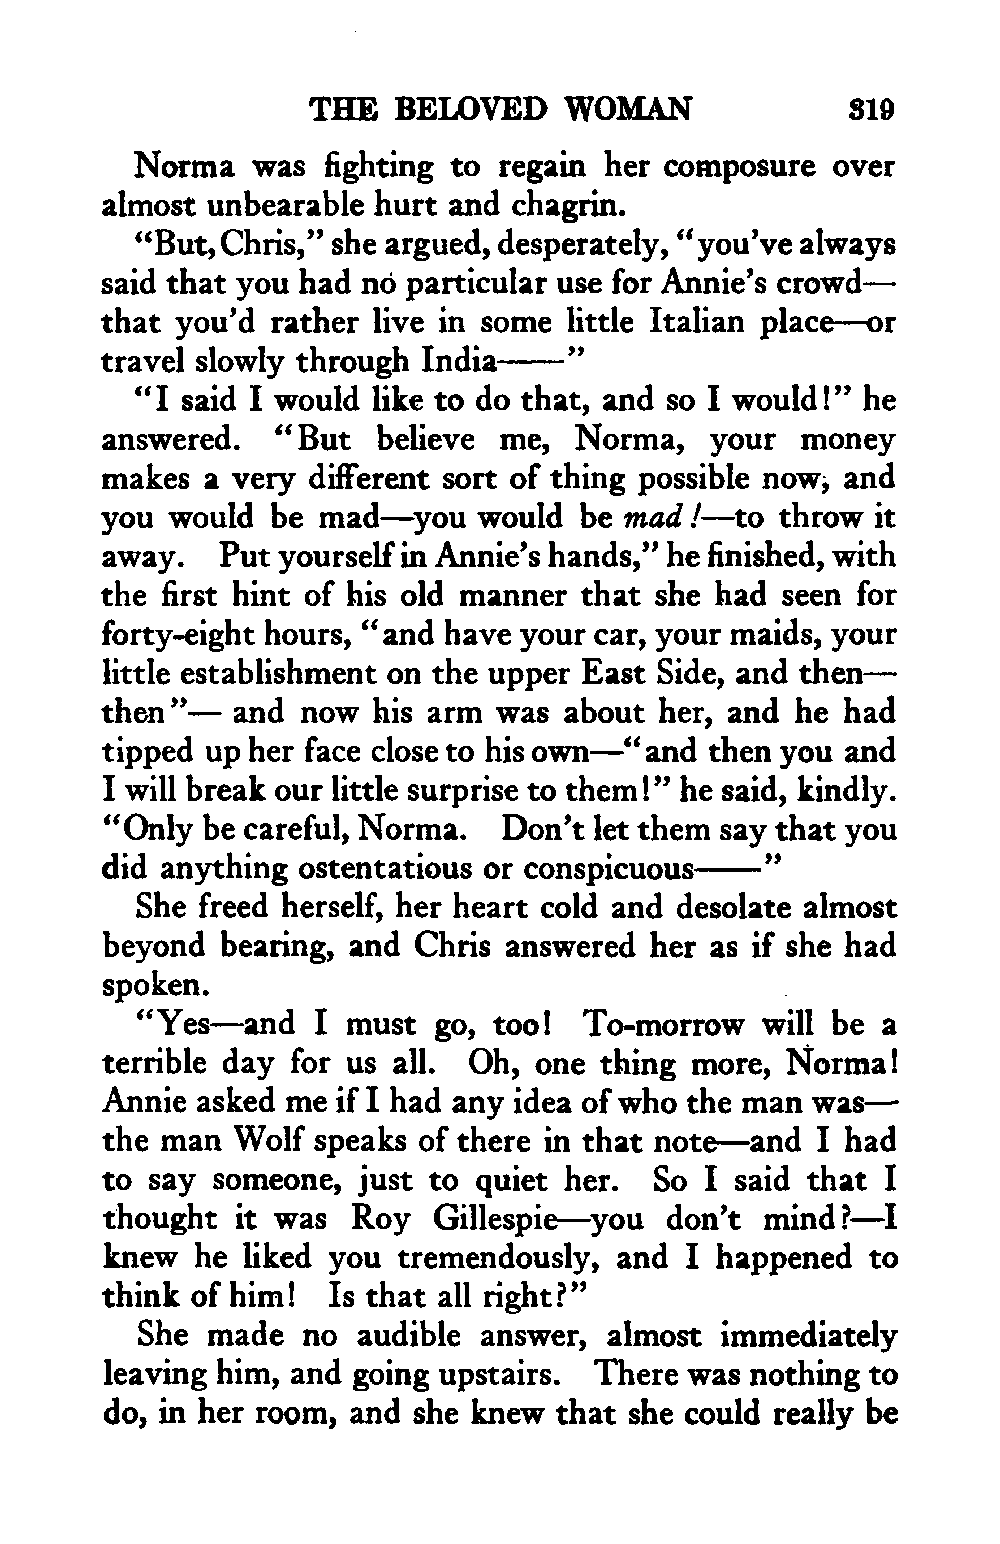 THE BELOVED WOMAN 319
Norma was fighting to regain her composure over
almost unbearable hurt and chagrin.
“But, Chris,” she argued, desperately, “you’ve always
said that you had no particular use for Annie’s crowd—
that you’d rather live in some little Italian place—or
travel slowly through India——”
“I said I would like to do that, and so I would!” he
answered. “But believe me, Norma, your money
makes a very different sort of thing possible now, and
you would be mad—you would be mad!—to throw it
away. Put yourself in Annie’s hands,” he finished, with
the first hint of his old manner that she had seen for
forty-eight hours, “and have your car, your maids, your
little establishment on the upper East Side, and then—
then”— and now his arm was about her, and he had
tipped up her face close to his own—“and then you and
I will break our little surprise to them!” he said, kindly.
“Only be careful, Norma. Don’t let them say that you
did anything ostentatious or conspicuous——”
She freed herself, her heart cold and desolate almost
beyond bearing, and Chris answered her as if she had
spoken.
“Yes—and I must go, too! To-morrow will be a
terrible day for us all. Oh, one thing more, Norma!
Annie asked me if I had any idea of who the man was—
the man Wolf speaks of there in that note—and I had
to say someone, just to quiet her. So I said that I
thought it was Roy Gillespie—you don’t mind?—I
knew he liked you tremendously, and I happened to
think of him! Is that all right?”
She made no audible answer, almost immediately
leaving him, and going upstairs. There was nothing to
do, in her room, and she knew that she could really be